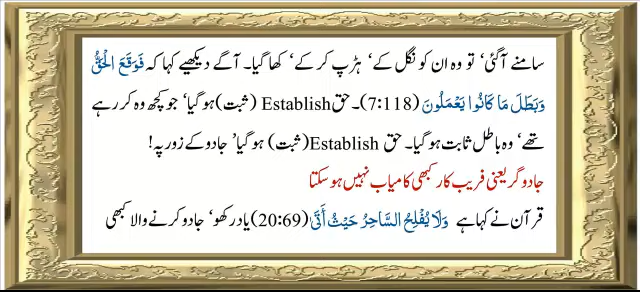 سامنے آگئی، تو وہ ان کو نگل کے، ہڑپ کر کے، کھا گیا۔ آگے دیکھیے کہا کہ فَوَقَعَ الْحَقُّ
وَبَطَلَ مَا كَانُوا يَعْمَلُونَ (7:118)۔ حق Establish (ثبت) ہو گیا، جو کچھ وہ کر رہے
تھے، وہ باطل ثابت ہو گیا۔ حق Establish (ثبت) ہو گیا، جادو کے زور پہ!
جادوگر یعنی فریب کار کبھی کامیاب نہیں ہو سکتا
قرآن نے کہا ہے وَلَا يُفْلِحُ السَّاحِرُ حَيْثُ أَتَىٰ (20:69) یاد رکھو، جادو کرنے والا کبھی